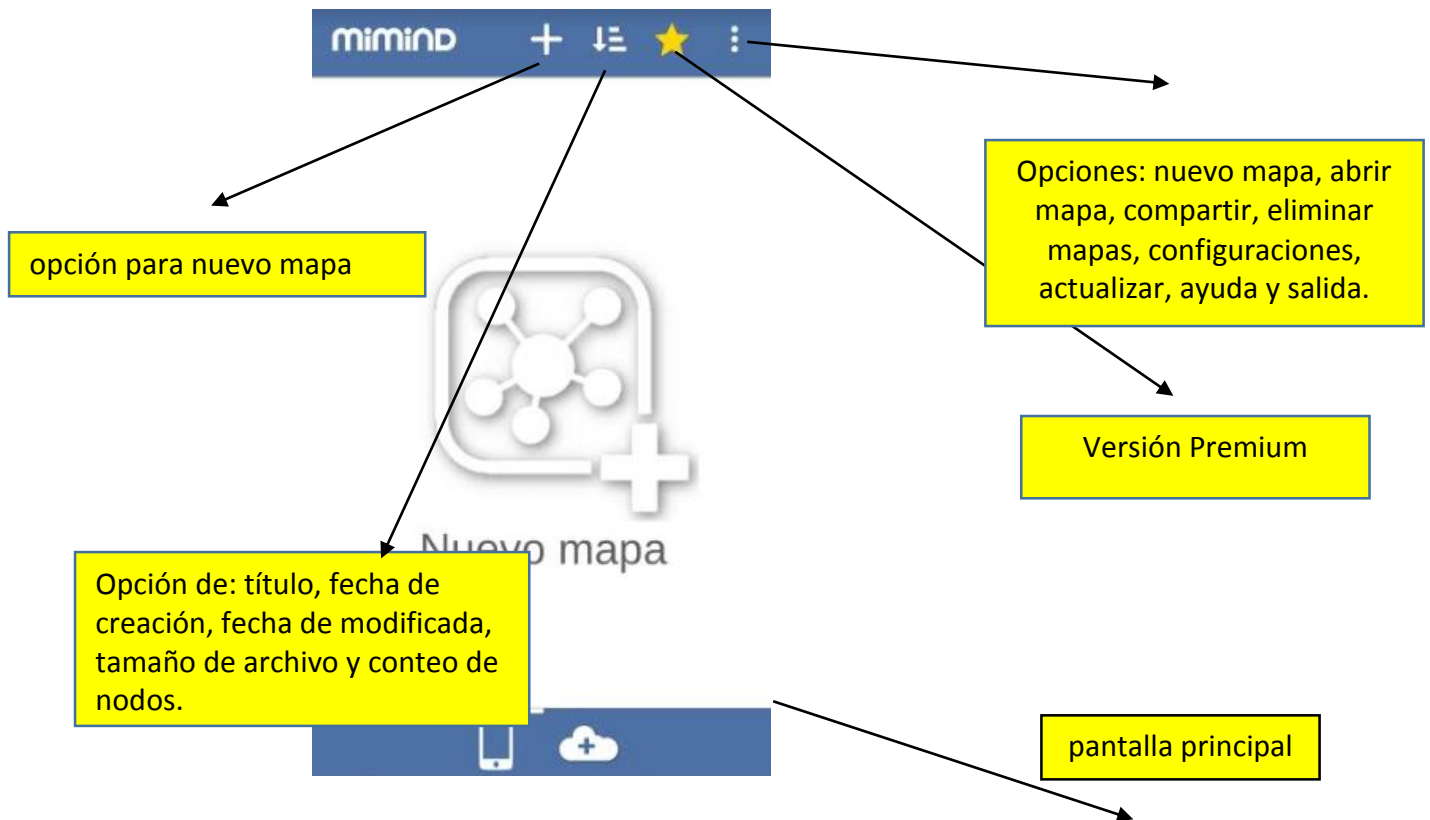 mimind
opción para nuevo mapa
Opciones: nuevo mapa, abrir
mapa, compartir, eliminar
mapas, configuraciones,
actualizar, ayuda y salida.
Versión Premium
Nuevo mapa
Opción de: título, fecha de
creación, fecha de modificada,
tamaño de archivo y conteo de
nodos.
pantalla principal